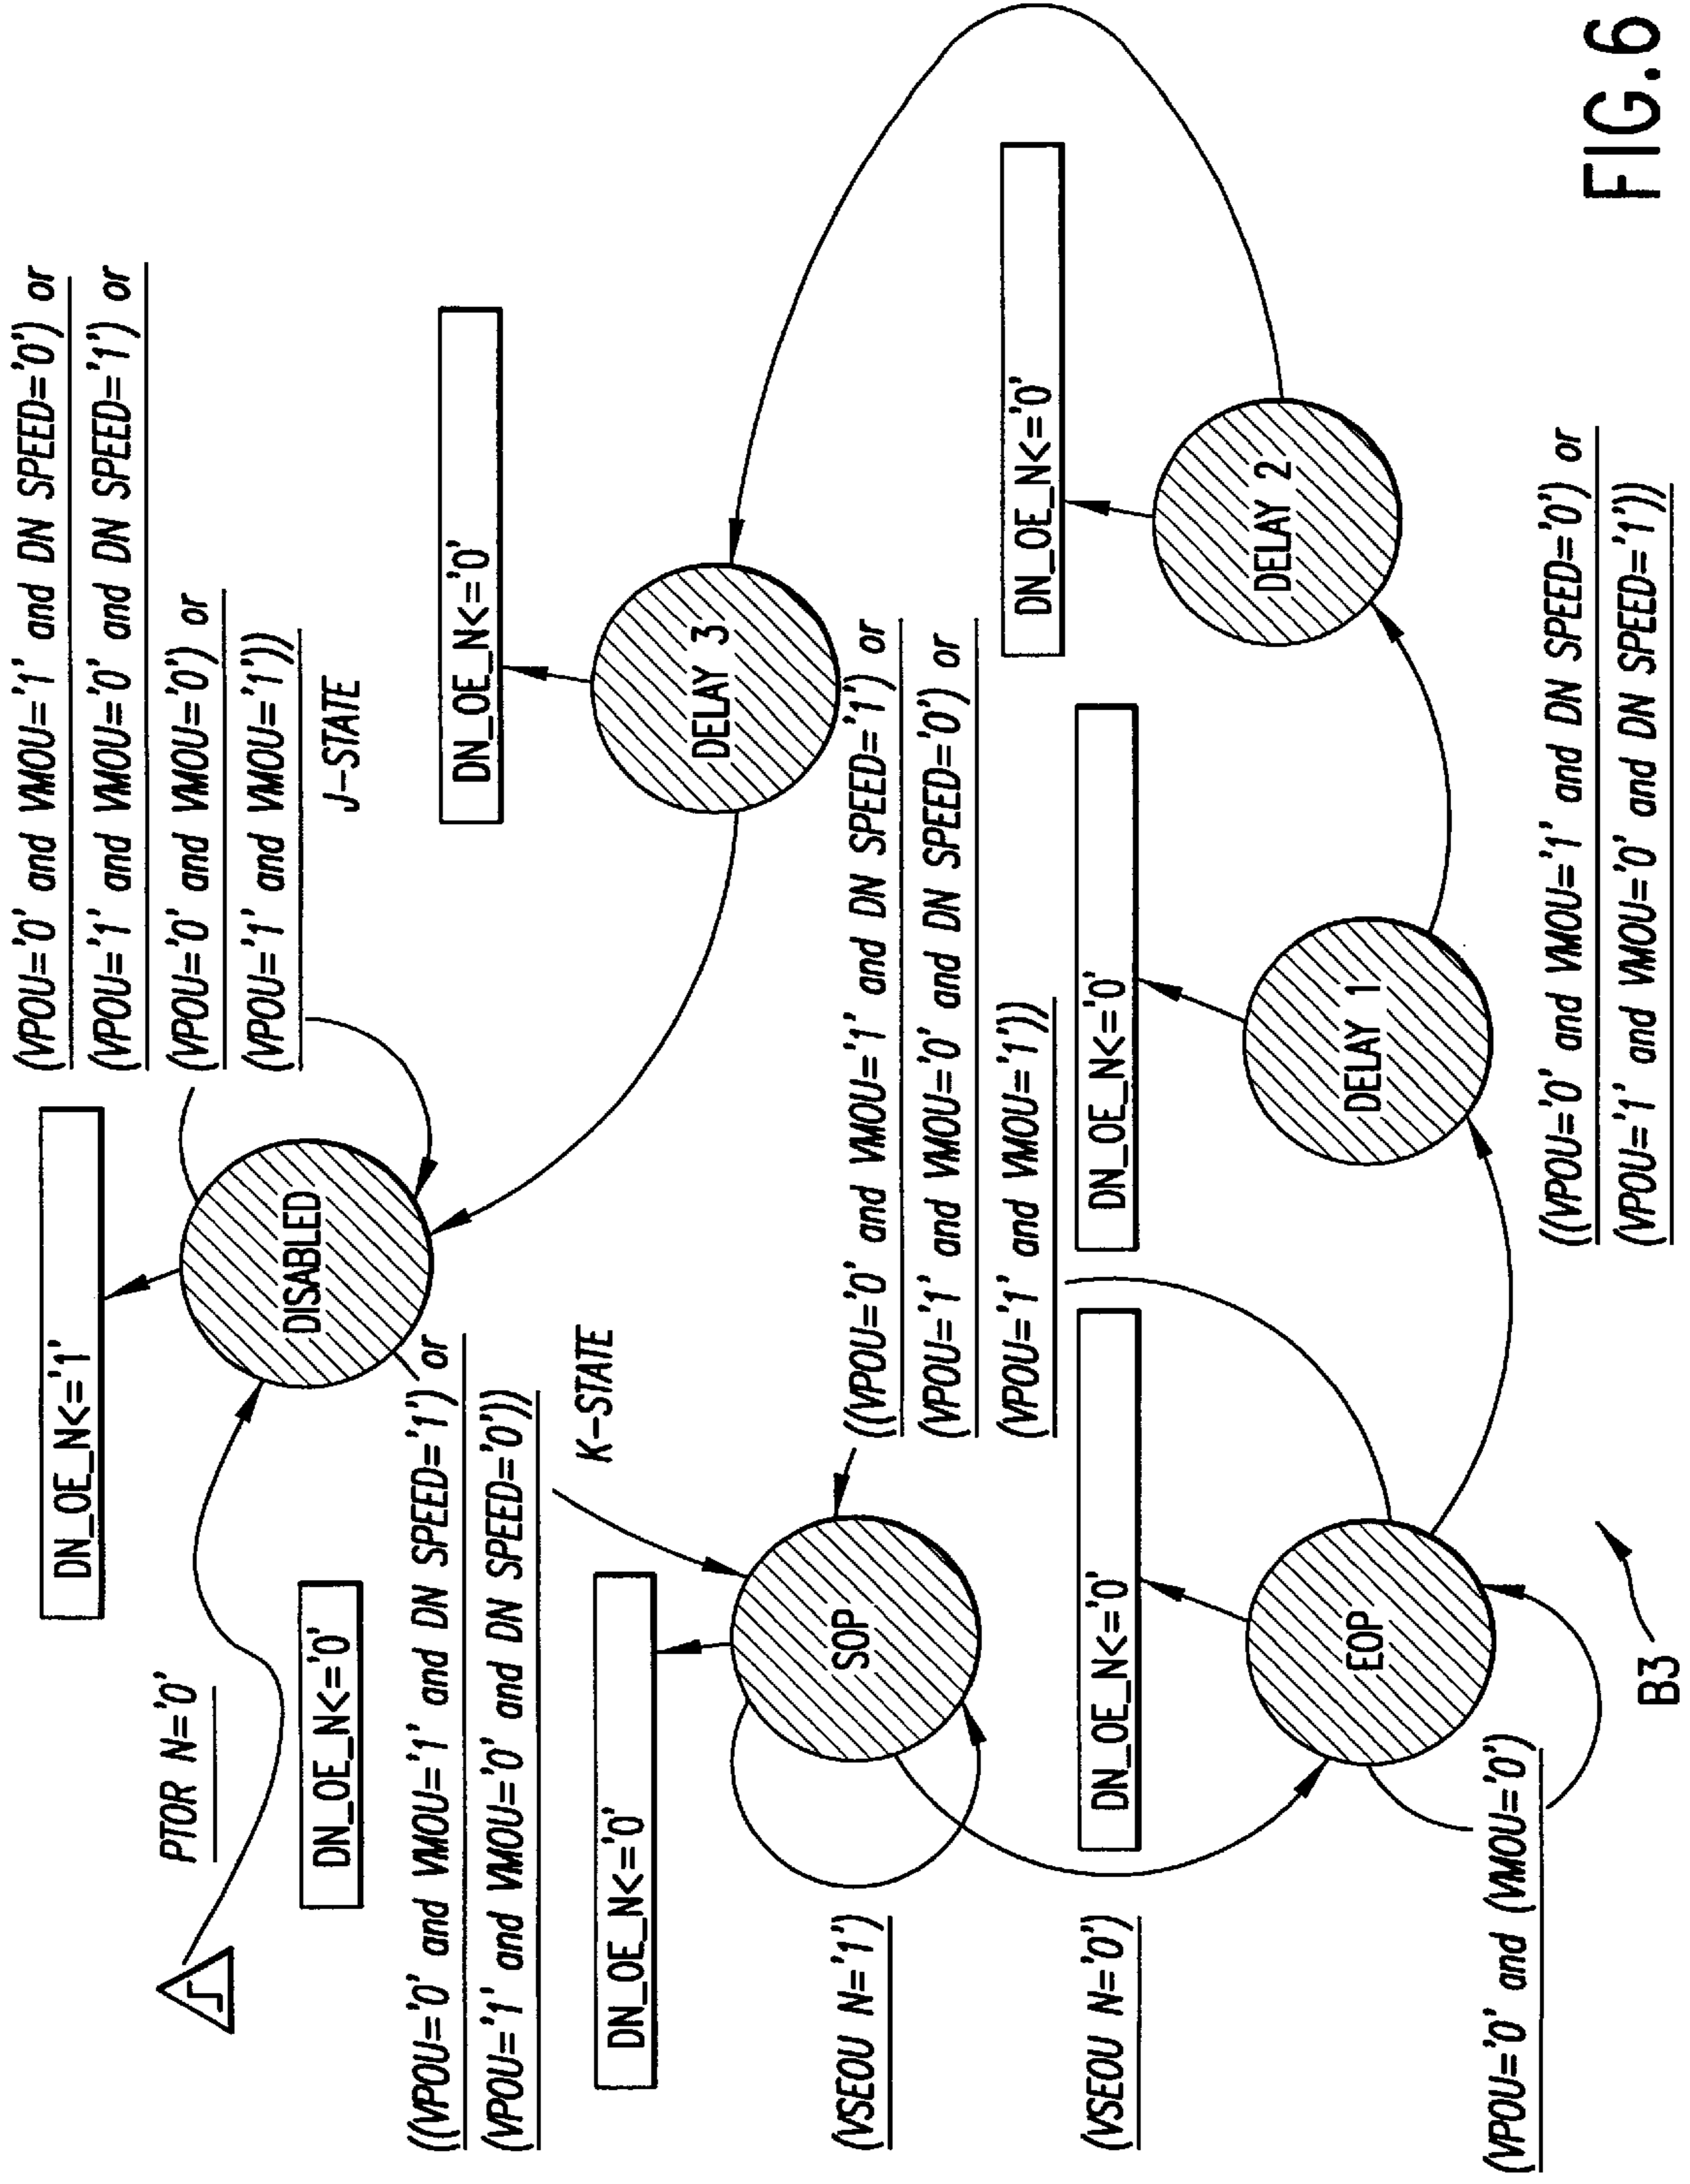 (VPOU='0' and VMOU='1' and DN SPEED='0') or
(VPOU='1' and VMOU='0' and DN SPEED='1') or
(VPOU='0' and VMOU='0') or
(VPOU='1' and VMOU='1'))
J-STATE
DN_OE_N<='1'
DISABLED
PTOR N='0'
DN_OE_N<='0'
((VPOU='0' and VMOU='1' and DN SPEED='1') or
(VPOU='1' and VMOU='0' and DN SPEED='0'))
K-STATE
DN_OE_N<='0'
DELAY 3
DN_OE_N<='0'
SOP
(VSEOU N='1')
((VPOU='0' and VMOU='1' and DN SPEED='1') or
(VPOU='1' and VMOU='0' and DN SPEED='0') or
(VPOU='1' and VMOU='1'))
(VSEOU N='0')
DN_OE_N<='0'
EOP
DN_OE_N<='0'
DELAY 1
DN_OE_N<='0'
DELAY 2
(VPOU='0' and (VMOU='0')
((VPOU='0' and VMOU='1' and DN SPEED='0') or
(VPOU='1' and VMOU='0' and DN SPEED='1'))
B3
FIG.6